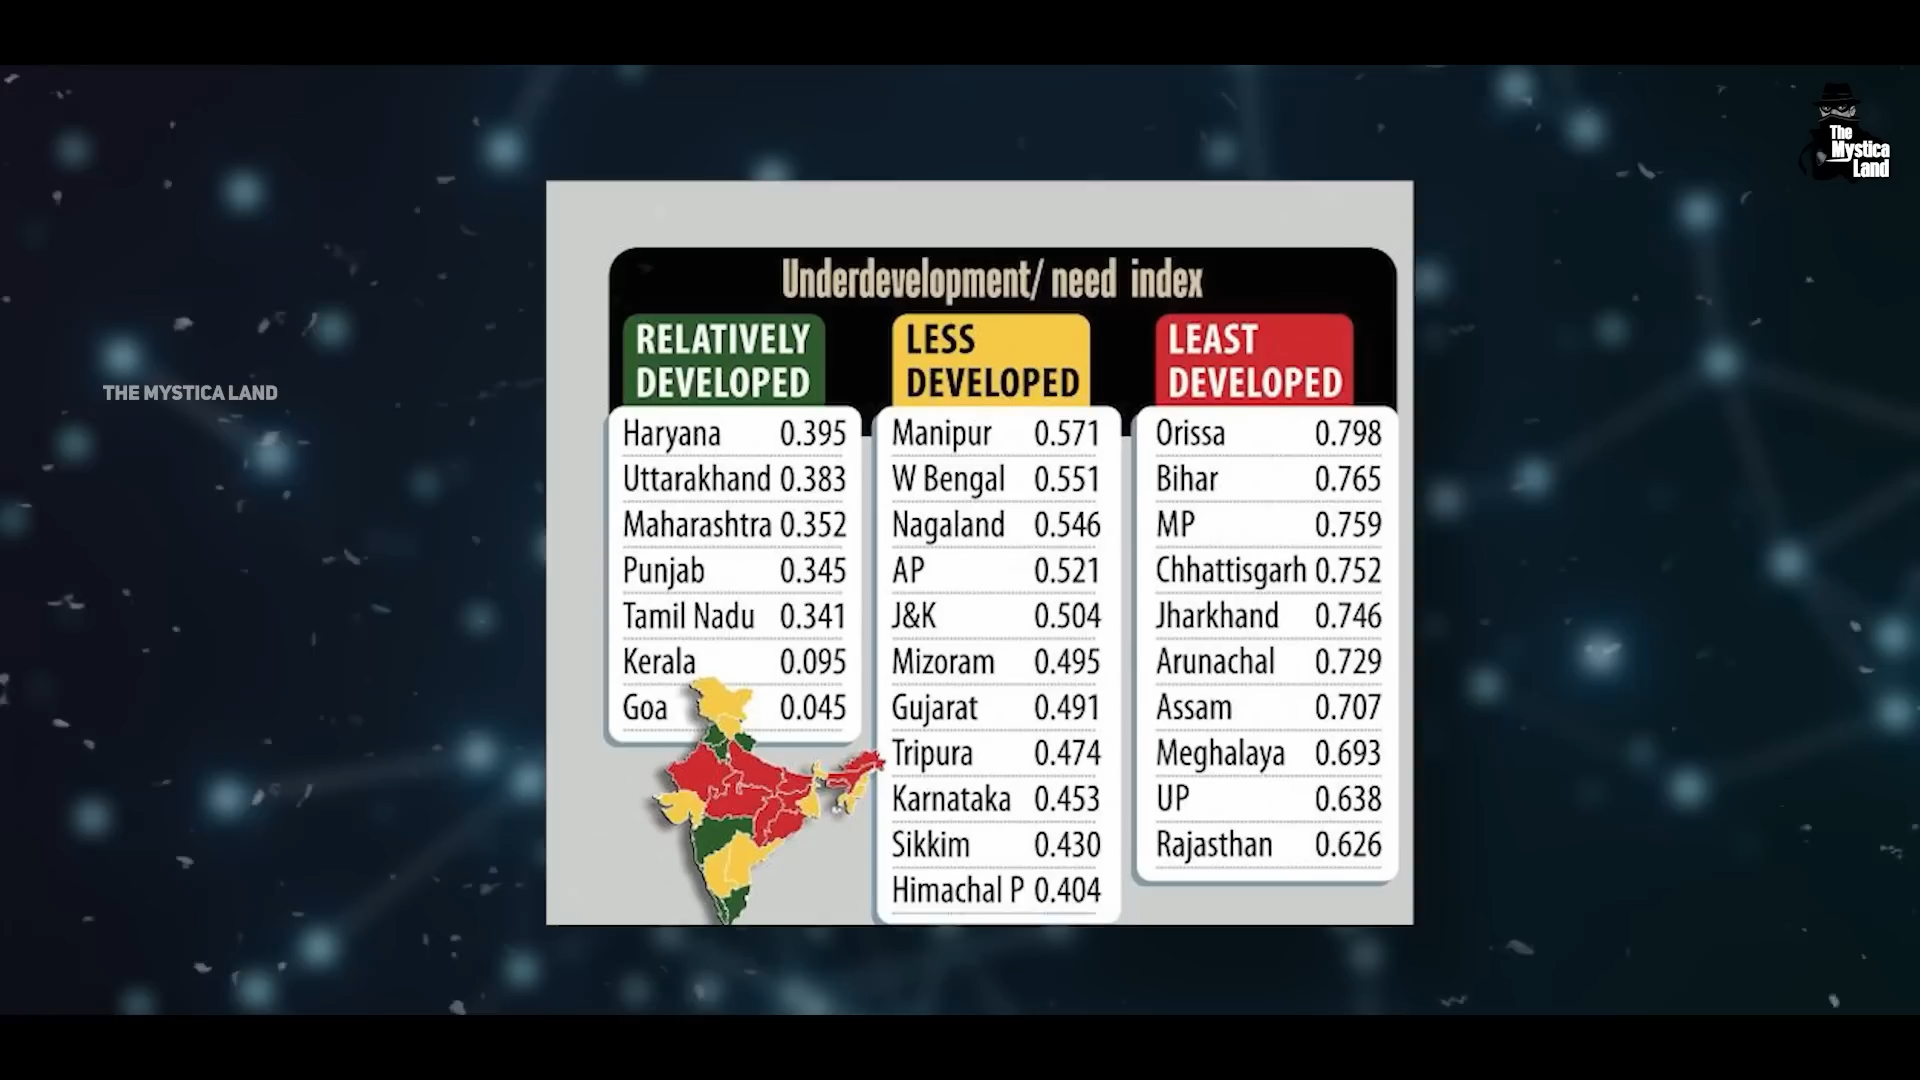 The
Mystica
Land
THE MYSTICA LAND
Underdevelopment/ need index
RELATIVELY
DEVELOPED
Haryana 0.395
Uttarakhand 0.383
Maharashtra 0.352
Punjab 0.345
Tamil Nadu 0.341
Kerala 0.095
Goa 0.045
LESS
DEVELOPED
Manipur 0.571
W Bengal 0.551
Nagaland 0.546
AP 0.521
J&K 0.504
Mizoram 0.495
Gujarat 0.491
Tripura 0.474
Karnataka 0.453
Sikkim 0.430
Himachal P 0.404
LEAST
DEVELOPED
Orissa 0.798
Bihar 0.765
MP 0.759
Chhattisgarh 0.752
Jharkhand 0.746
Arunachal 0.729
Assam 0.707
Meghalaya 0.693
UP 0.638
Rajasthan 0.626